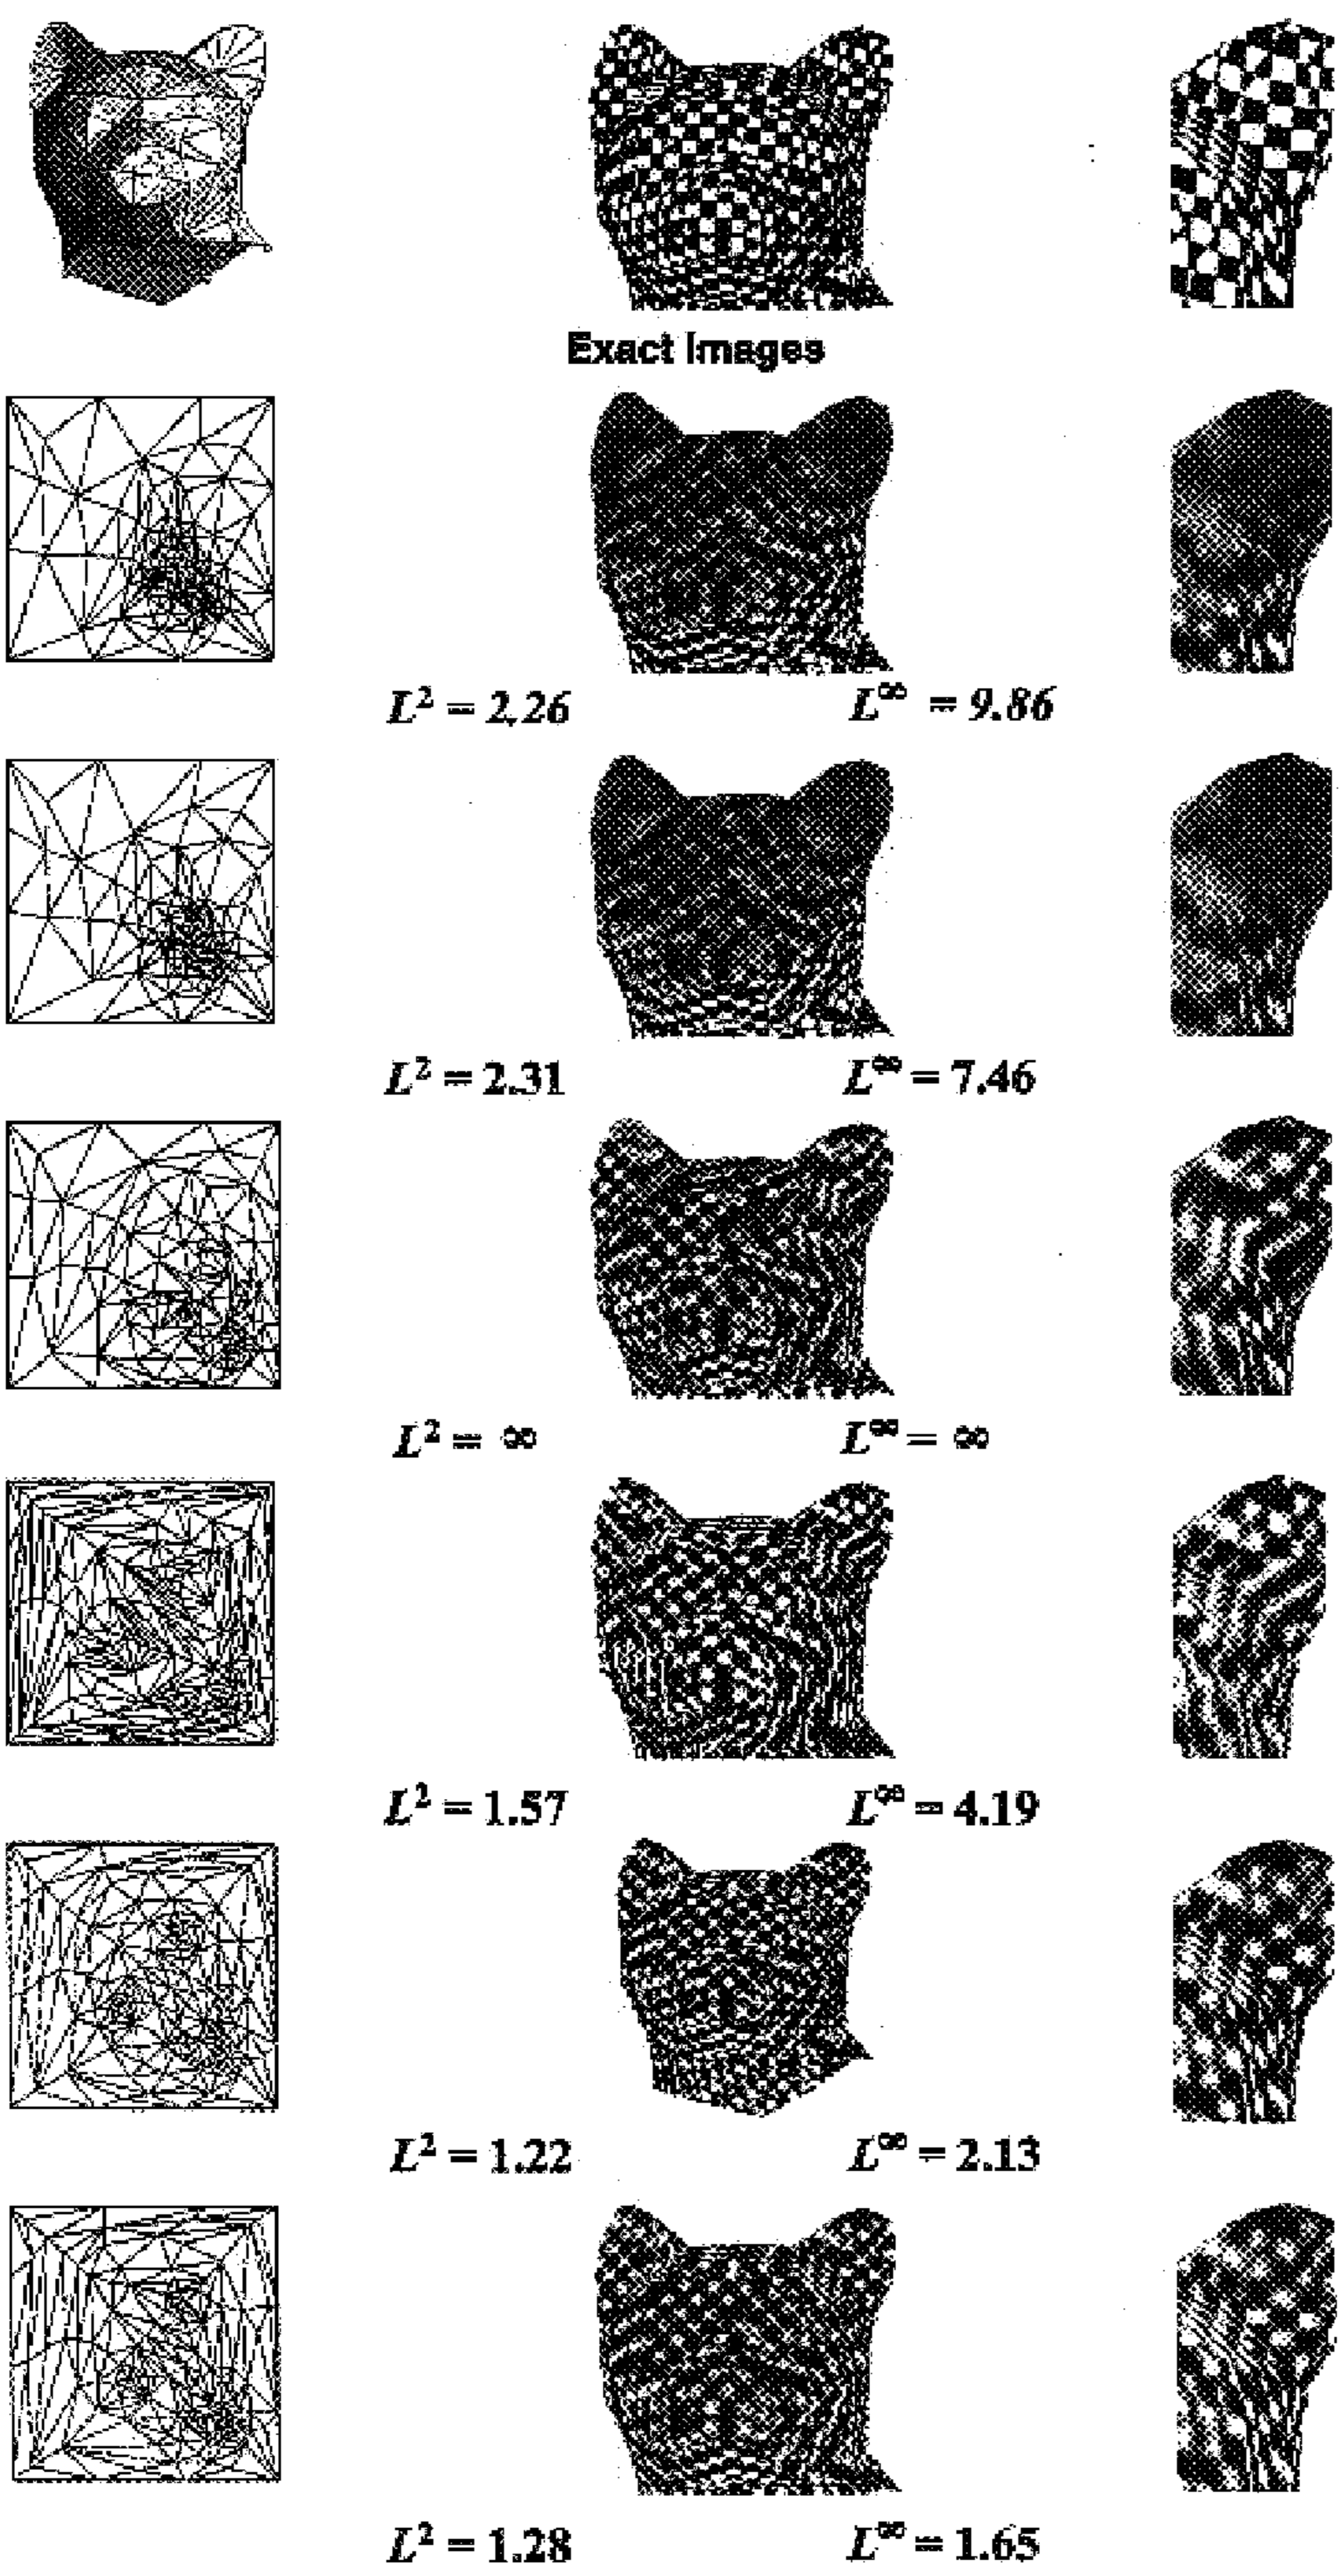 Exact Images
L² = 2.26 L∞ = 9.86
L² = 2.31 L∞ = 7.46
L² = ∞ L∞ = ∞
L² = 1.57 L∞ = 4.19
L² = 1.22 L∞ = 2.13
L² = 1.28 L∞ = 1.65